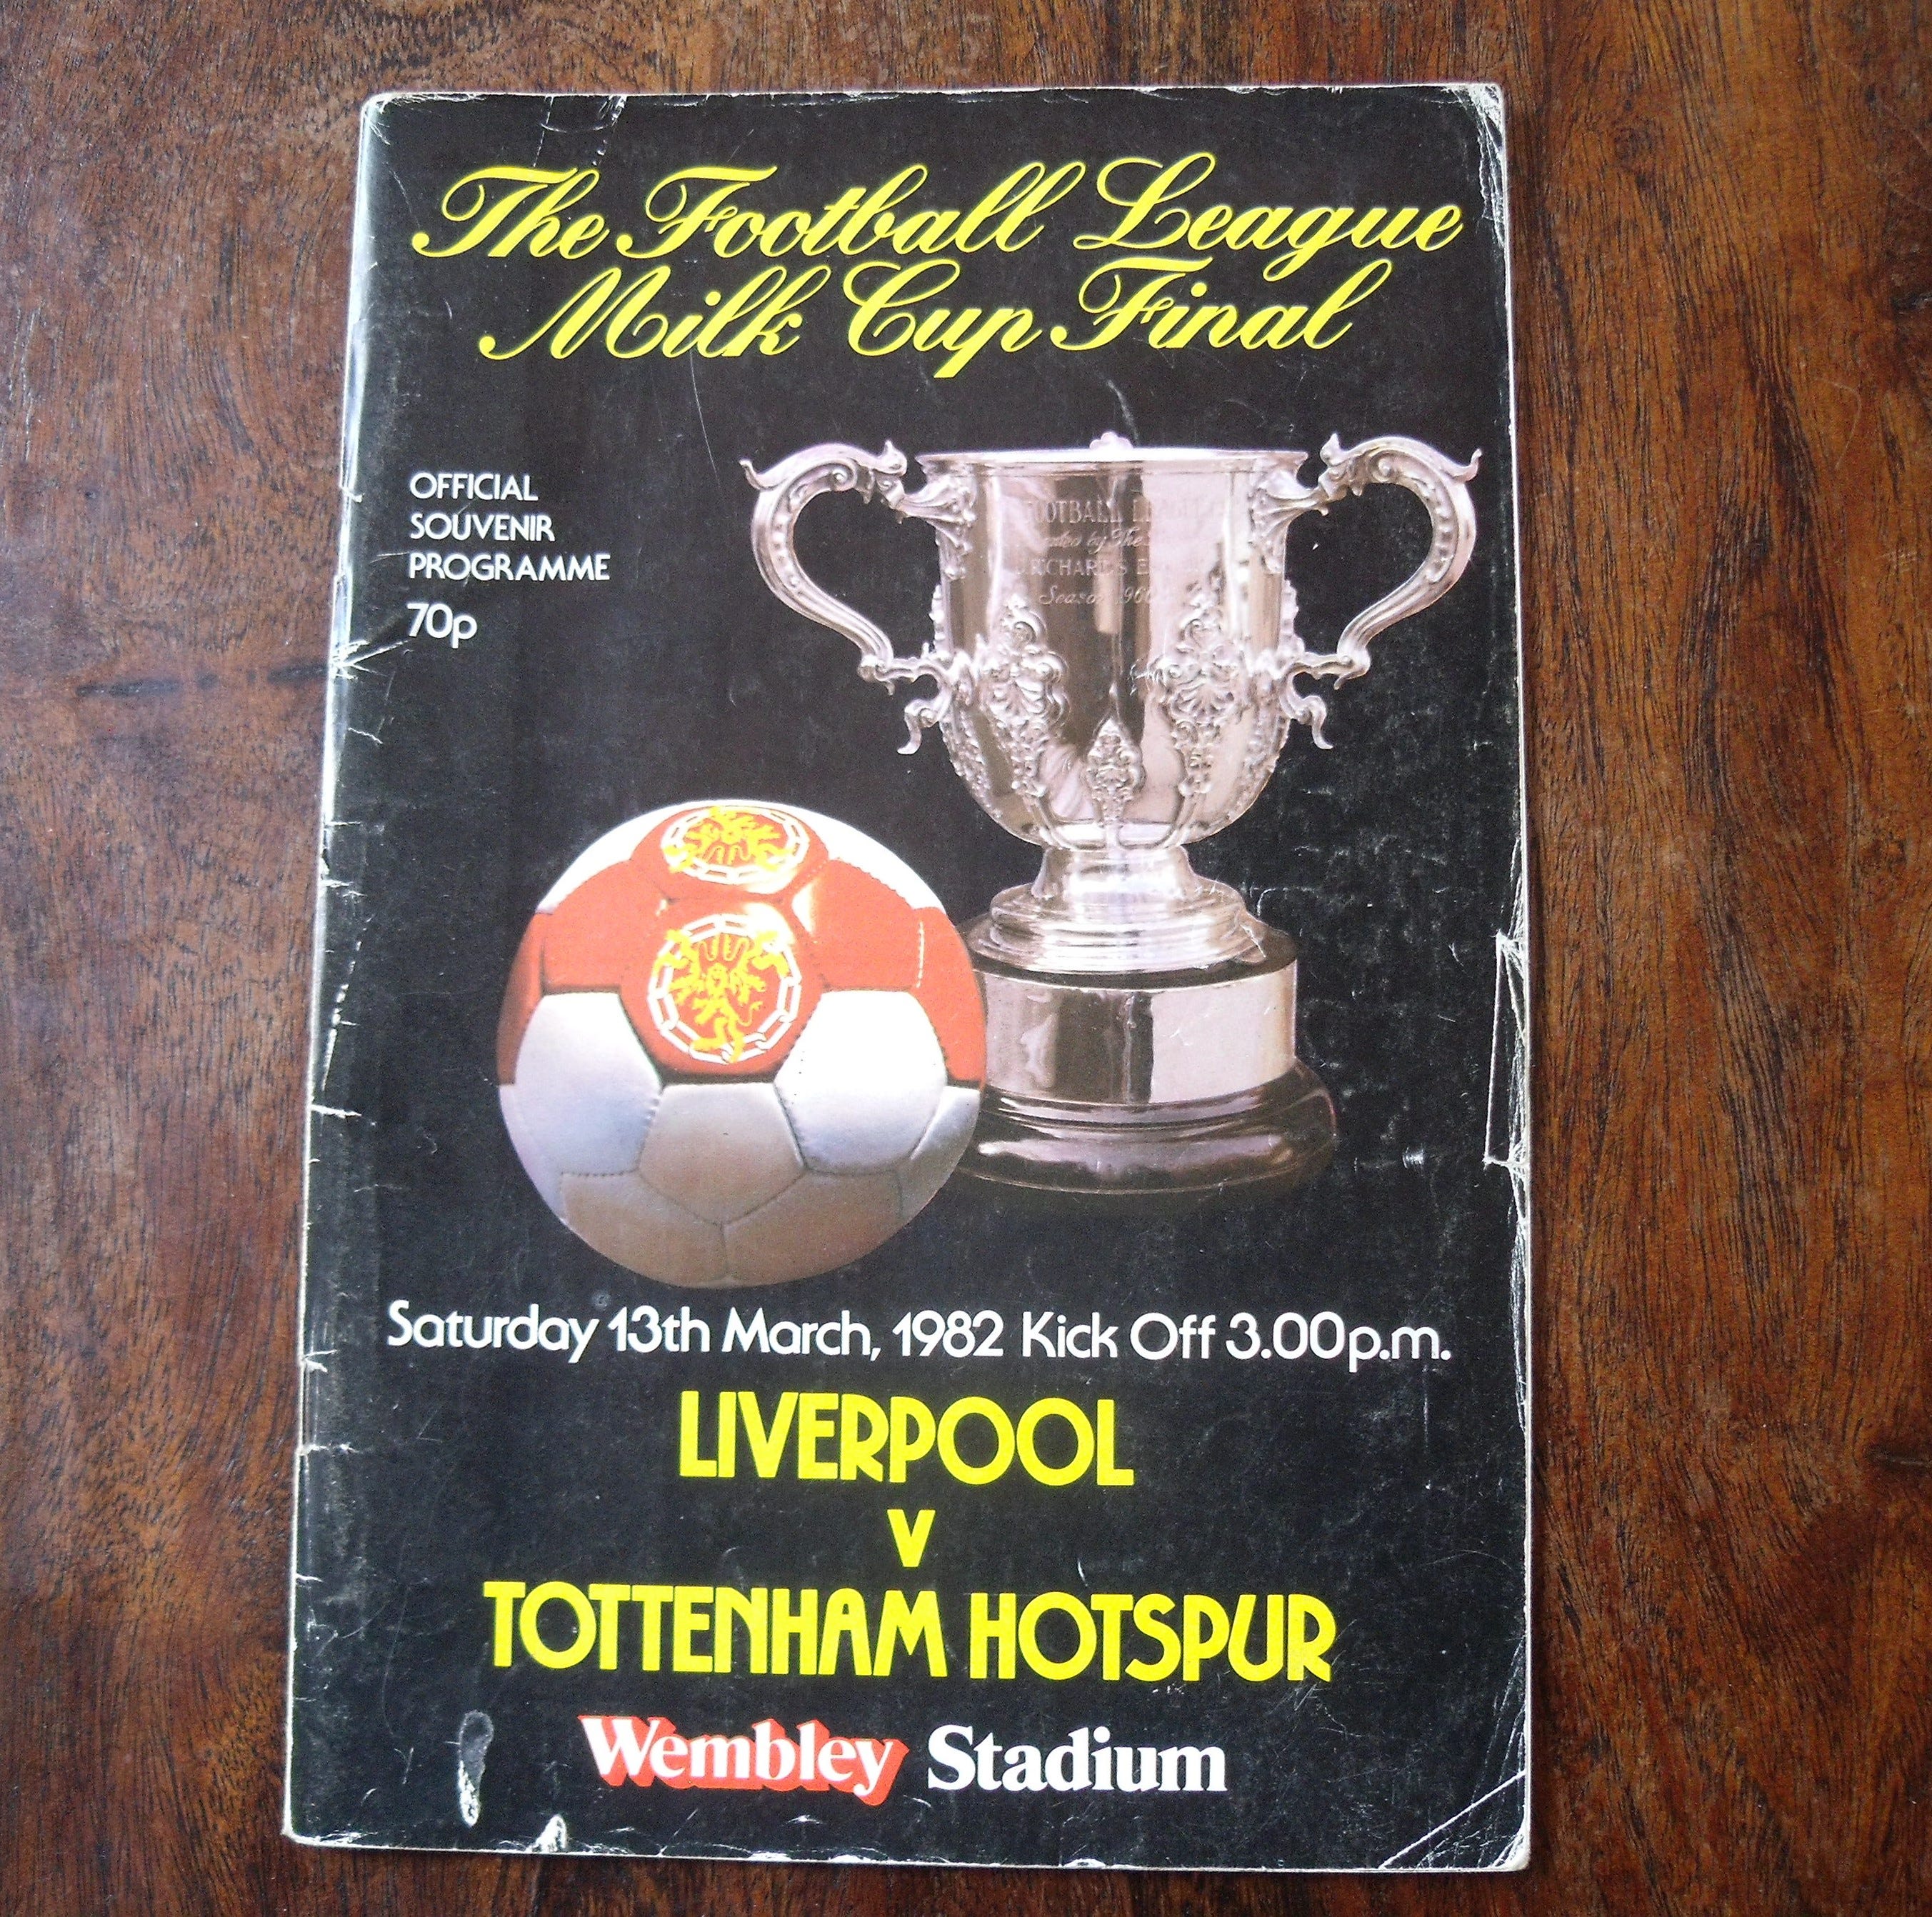 The Football League
Milk Cup Final
OFFICIAL
SOUVENIR
PROGRAMME
70p
Season
Saturday 13th March, 1982 Kick Off 3.00p.m.
LIVERPOOL
v
TOTTENHAM HOTSPUR
Wembley Stadium